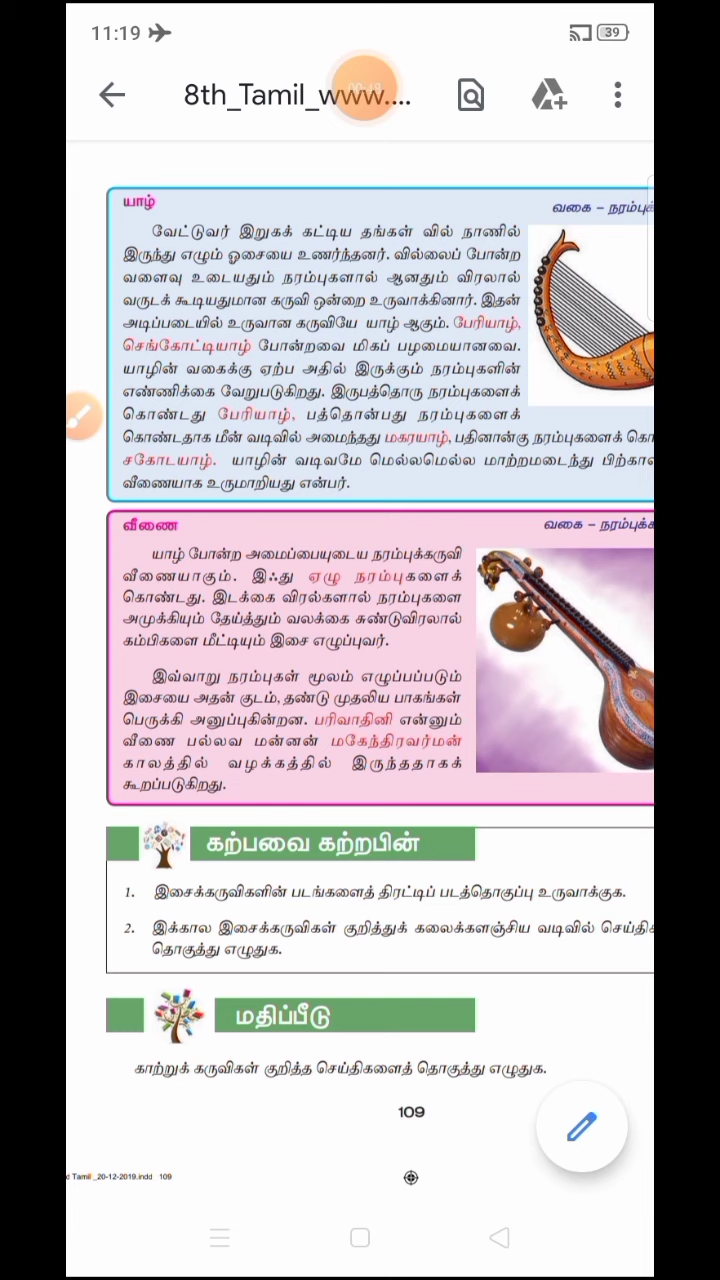 11:19
39
00:48
8th_Tamil_www....
யாழ்
வகை – நரம்புக்
வேட்டுவர் இறுகக் கட்டிய தங்கள் வில் நாணில்
இருந்து எழும் ஓசையை உணர்ந்தனர். வில்லைப் போன்ற
வளைவு உடையதும் நரம்புகளால் ஆனதும் விரலால்
வருடக் கூடியதுமான கருவி ஒன்றை உருவாக்கினார். இதன்
அடிப்படையில் உருவான கருவியே யாழ் ஆகும். பேரியாழ்,
செங்கோட்டியாழ் போன்றவை மிகப் பழமையானவை.
யாழின் வகைக்கு ஏற்ப அதில் இருக்கும் நரம்புகளின்
எண்ணிக்கை வேறுபடுகிறது. இருபத்தொரு நரம்புகளைக்
கொண்டது பேரியாழ், பத்தொன்பது நரம்புகளைக்
கொண்டதாக மீன் வடிவில் அமைந்தது மகரயாழ், பதினான்கு நரம்புகளைக் கொ
சகோடயாழ். யாழின் வடிவமே மெல்லமெல்ல மாற்றமடைந்து பிற்கால
வீணையாக உருமாறியது என்பர்.
வீணை
வகை – நரம்புக்க
யாழ் போன்ற அமைப்பையுடைய நரம்புக்கருவி
வீணையாகும். இஃது ஏழு நரம்புகளைக்
கொண்டது. இடக்கை விரல்களால் நரம்புகளை
அழுக்கியும் தேய்த்தும் வலக்கை சுண்டுவிரலால்
கம்பிகளை மீட்டியும் இசை எழுப்புவர்.
இவ்வாறு நரம்புகள் மூலம் எழுப்பப்படும்
இசையை அதன் குடம், தண்டு முதலிய பாகங்கள்
பெருக்கி அனுப்புகின்றன. பரிவாதினி என்னும்
வீணை பல்லவ மன்னன் மகேந்திரவர்மன்
காலத்தில் வழக்கத்தில் இருந்ததாகக்
கூறப்படுகிறது.
கற்பவை கற்றபின்
1. இசைக்கருவிகளின் படங்களைத் திரட்டிப் படத்தொகுப்பு உருவாக்குக.
2. இக்கால இசைக்கருவிகள் குறித்துக் கலைக்களஞ்சிய வடிவில் செய்திக
தொகுத்து எழுதுக.
மதிப்பீடு
காற்றுக் கருவிகள் குறித்த செய்திகளைத் தொகுத்து எழுதுக.
109
d Tamil _20-12-2019.indd 109